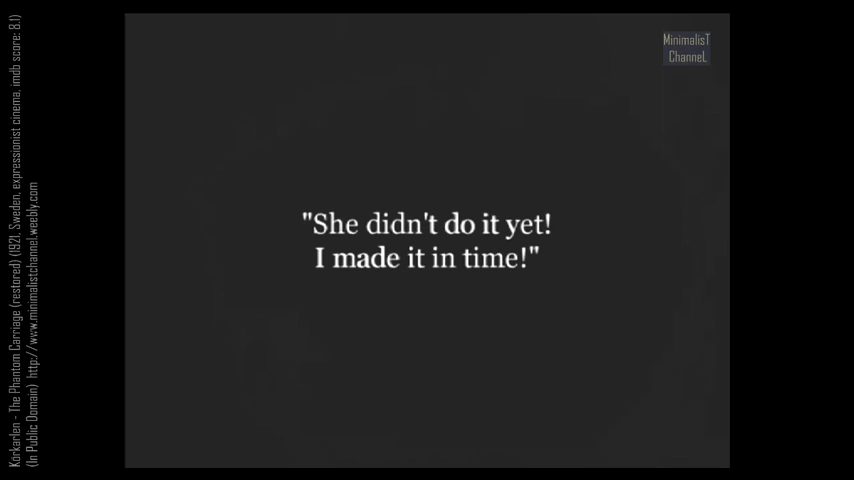 MinimalisT
ChanneL
"She didn't do it yet!
I made it in time!"
Körkarlen - The Phantom Carriage (restored) (1921, Sweden, expressionist cinema, imdb score: 8.1)
(In Public Domain) http://www.minimalistchannel.weebly.com